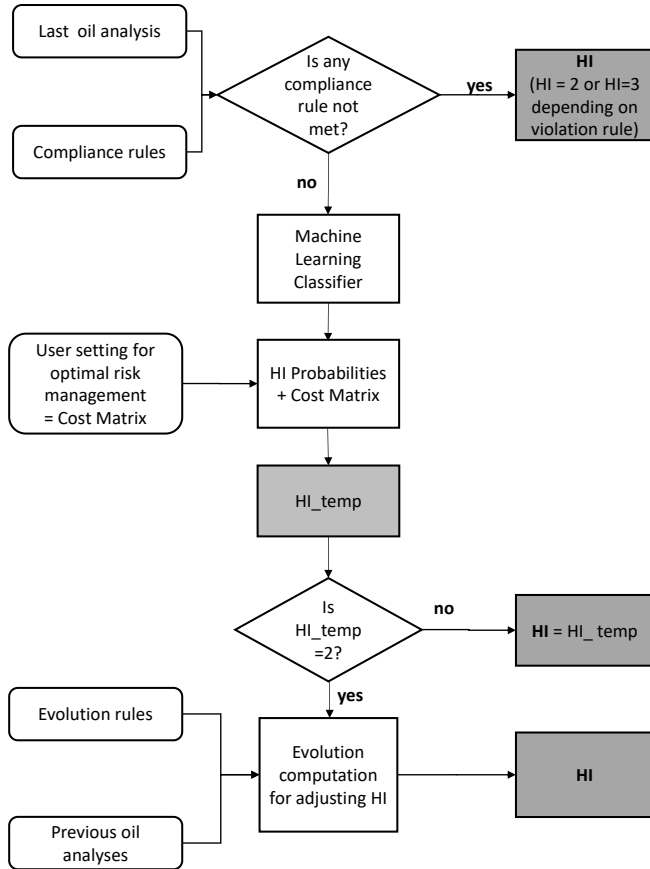 Last oil analysis
Is any
compliance
rule not
met?
yes
HI
(HI = 2 or HI=3
depending on
violation rule)
Compliance rules
no
Machine
Learning
Classifier
User setting for
optimal risk
management
= Cost Matrix
HI Probabilities
+ Cost Matrix
HI_temp
Is
HI_temp
=2?
no
HI = HI_ temp
yes
Evolution rules
Evolution
computation
for adjusting HI
HI
Previous oil
analyses